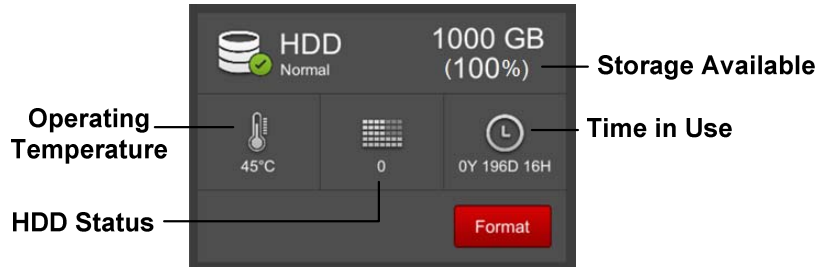 HDD
Normal
1000 GB
(100%)
Storage Available
Operating
Temperature
Time in Use
45°C
0
0Y 196D 16H
HDD Status
Format